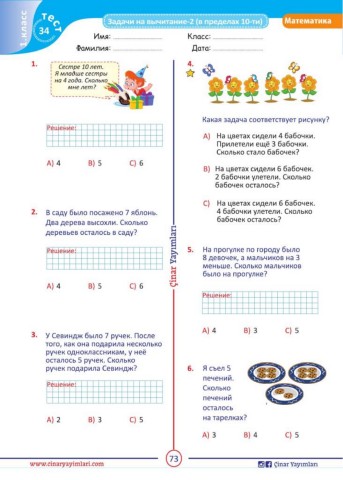 1 класс
тест
34
Задачи на вычитание-2 (в пределах 10-ти)
Математика
Имя:
Класс:
Фамилия:
Дата:
1.
Сестре 10 лет.
Я младше сестры
на 4 года. Сколько
мне лет?
Решение:
А) 4 B) 5 C) 6
2. В саду было посажено 7 яблонь.
Два дерева высохли. Сколько
деревьев осталось в саду?
Решение:
А) 4 B) 5 C) 6
3. У Севиндж было 7 ручек. После
того, как она подарила несколько
ручек одноклассникам, у неё
осталось 5 ручек. Сколько
ручек подарила Севиндж?
Решение:
А) 2 B) 3 C) 5
Çinar Yayımları
4.
Какая задача соответствует рисунку?
А) На цветах сидели 4 бабочки.
Прилетели ещё 3 бабочки.
Сколько стало бабочек?
B) На цветах сидели 6 бабочек.
2 бабочки улетели. Сколько
бабочек осталось?
C) На цветах сидели 6 бабочек.
4 бабочки улетели. Сколько
бабочек осталось?
5. На прогулке по городу было
8 девочек, а мальчиков на 3
меньше. Сколько мальчиков
было на прогулке?
Решение:
А) 4 B) 3 C) 5
6. Я съел 5
печений.
Сколько
печений
осталось
на тарелках?
А) 3 B) 4 C) 5
www.cinaryayimlari.com
73
Çinar Yayımları